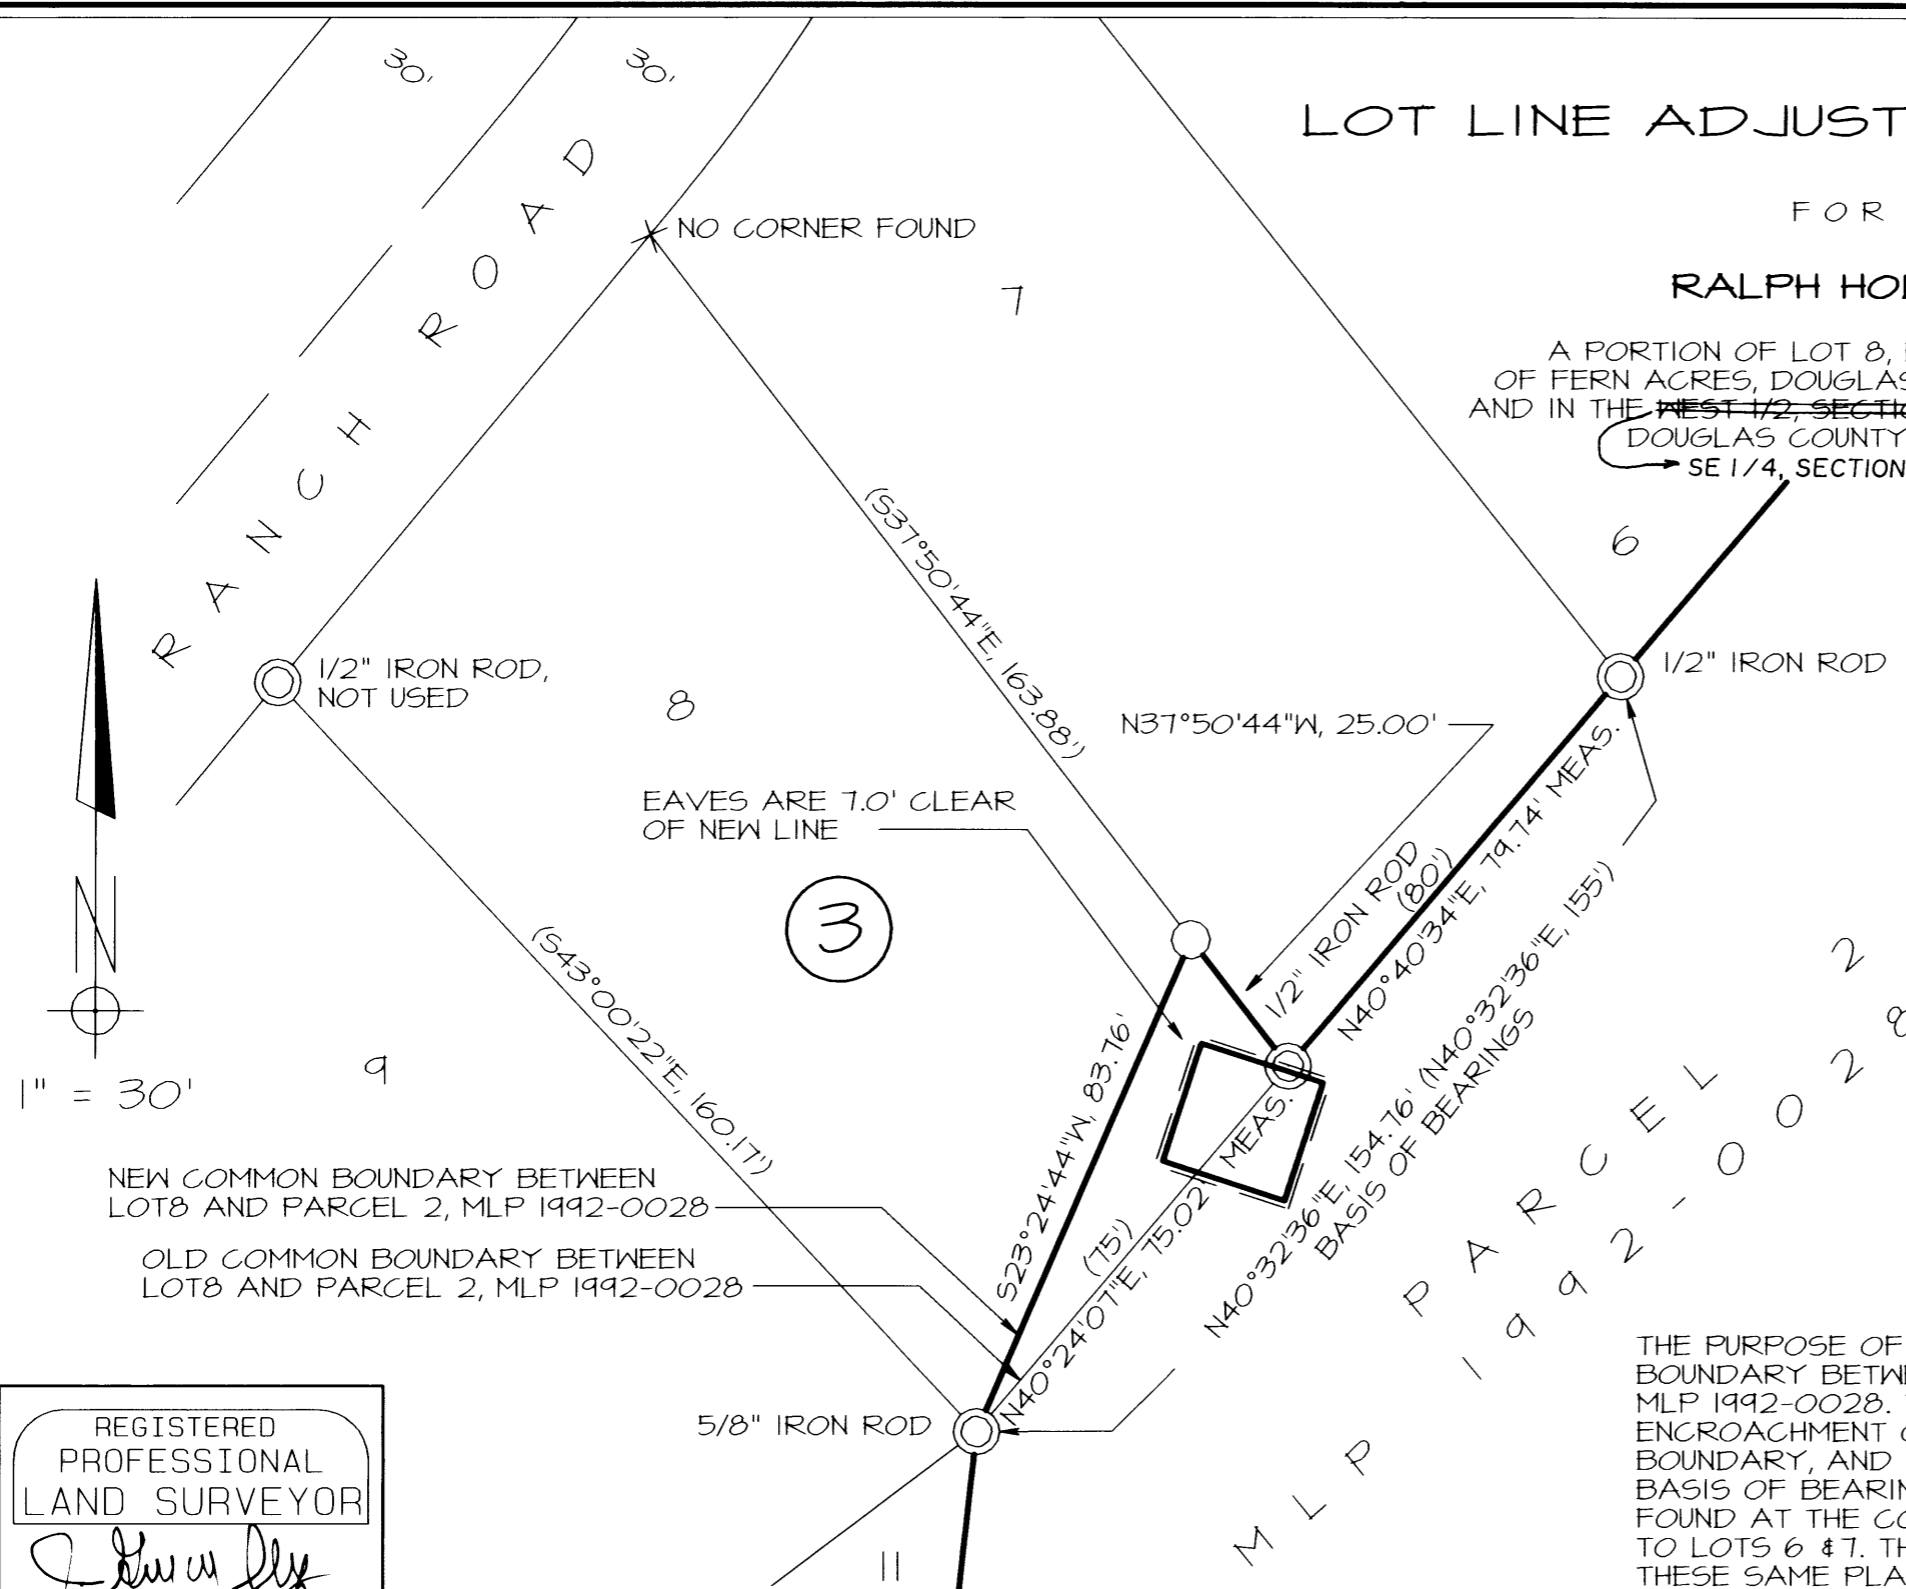 30'
30'
RANCH ROAD
NO CORNER FOUND
7
LOT LINE ADJUST
FOR
RALPH HO
A PORTION OF LOT 8,
OF FERN ACRES, DOUGLAS
AND IN THE WEST 1/2, SECTIO
DOUGLAS COUNTY
SE 1/4, SECTION
6
(S37°50'44"E, 163.88')
1/2" IRON ROD,
NOT USED
8
1/2" IRON ROD
N37°50'44"W, 25.00'
EAVES ARE 7.0' CLEAR
OF NEW LINE
3
1/2" IRON ROD
(80')
N40°40'34"E, 79.74' MEAS.
N
1" = 30'
9
(S43°00'22"E, 160.17')
S23°24'44"W, 83.76'
(75')
N40°24'07"E, 75.02' MEAS.
N40°32'36"E, 154.76' (N40°32'36"E, 155')
BASIS OF BEARINGS
NEW COMMON BOUNDARY BETWEEN
LOT8 AND PARCEL 2, MLP 1992-0028
OLD COMMON BOUNDARY BETWEEN
LOT8 AND PARCEL 2, MLP 1992-0028
5/8" IRON ROD
PARCEL 2
MLP 1992-0028
11
REGISTERED
PROFESSIONAL
LAND SURVEYOR
THE PURPOSE OF
BOUNDARY BETWE
MLP 1992-0028.
ENCROACHMENT
BOUNDARY, AND
BASIS OF BEARIN
FOUND AT THE CO
TO LOTS 6 & 7. TH
THESE SAME PLA